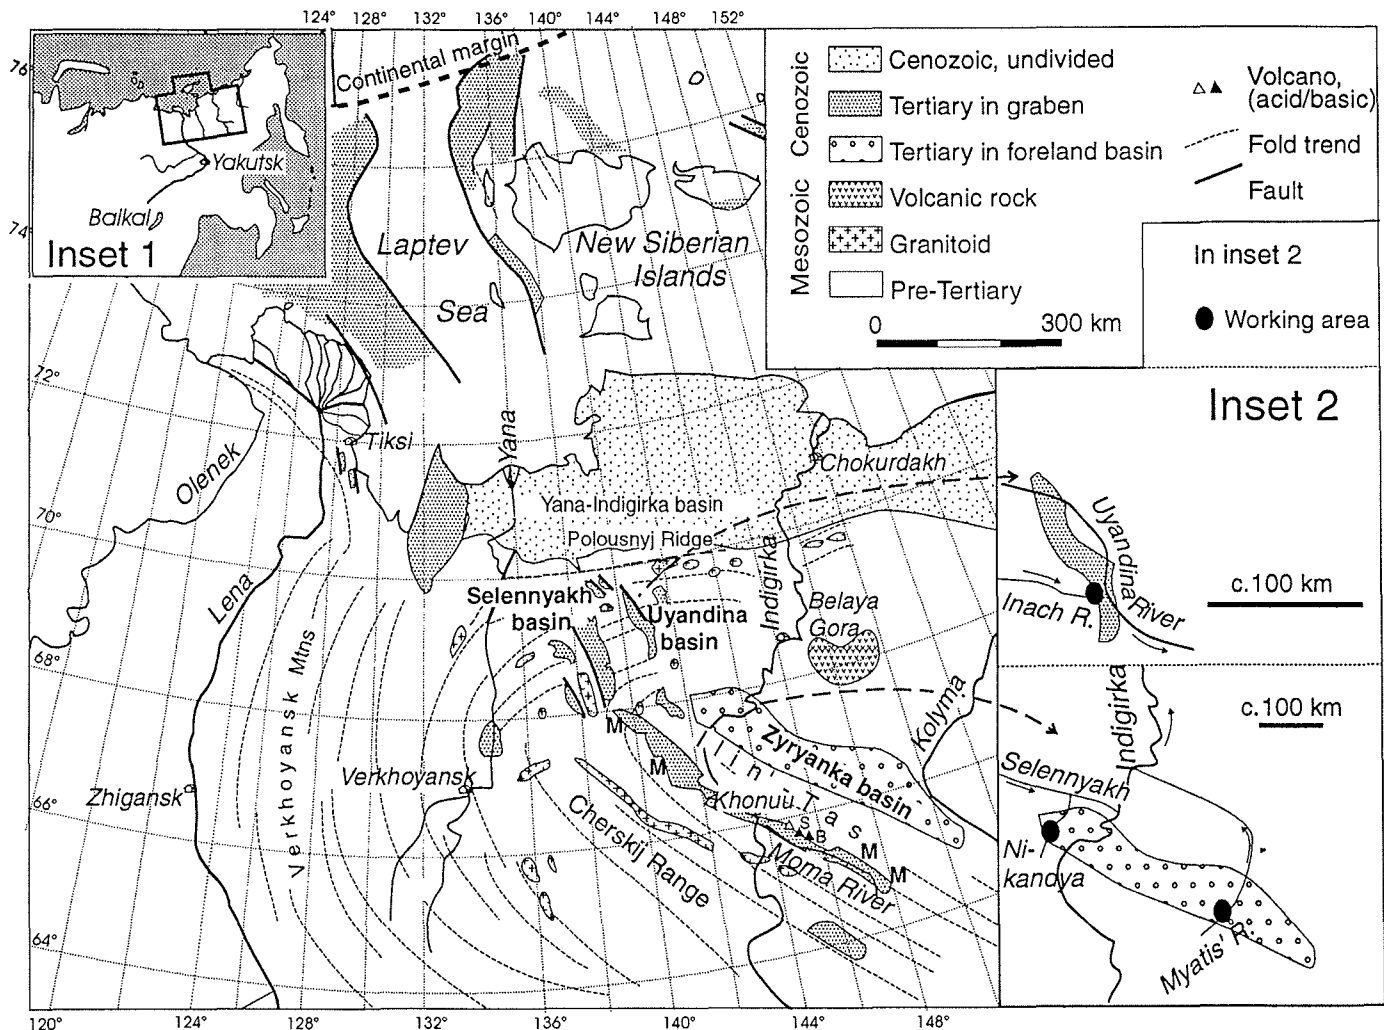 124° 128° 132° 136° 140° 144° 148° 152°
76°
74°
72°
70°
68°
66°
64°
120° 124° 128° 132° 136° 140° 144° 148°
Yakutsk
Baikal
Inset 1
Continental margin
Laptev
Sea
New Siberian
Islands
Cenozoic
Mesozoic
Cenozoic, undivided
Tertiary in graben
Tertiary in foreland basin
Volcanic rock
Granitoid
Pre-Tertiary
Volcano,
(acid/basic)
Fold trend
Fault
0 300 km
In inset 2
Working area
Olenek
Tiksi
Lena
Yana
Chokurdakh
Yana-Indigirka basin
Polousnyj Ridge
Indigirka
Selennyakh
basin
Uyandina
basin
Belaya
Gora
Kolyma
Verkhoyansk Mtns
Zhigansk
Verkhoyansk
M
M
Zyryanka basin
Ilin' Tas
Khonuu
S
B
M
M
Moma River
Cherskij Range
Inset 2
Uyandina River
Inach R.
c.100 km
Indigirka
c.100 km
Selennyakh
Ni-
kandya
Myatis' R.